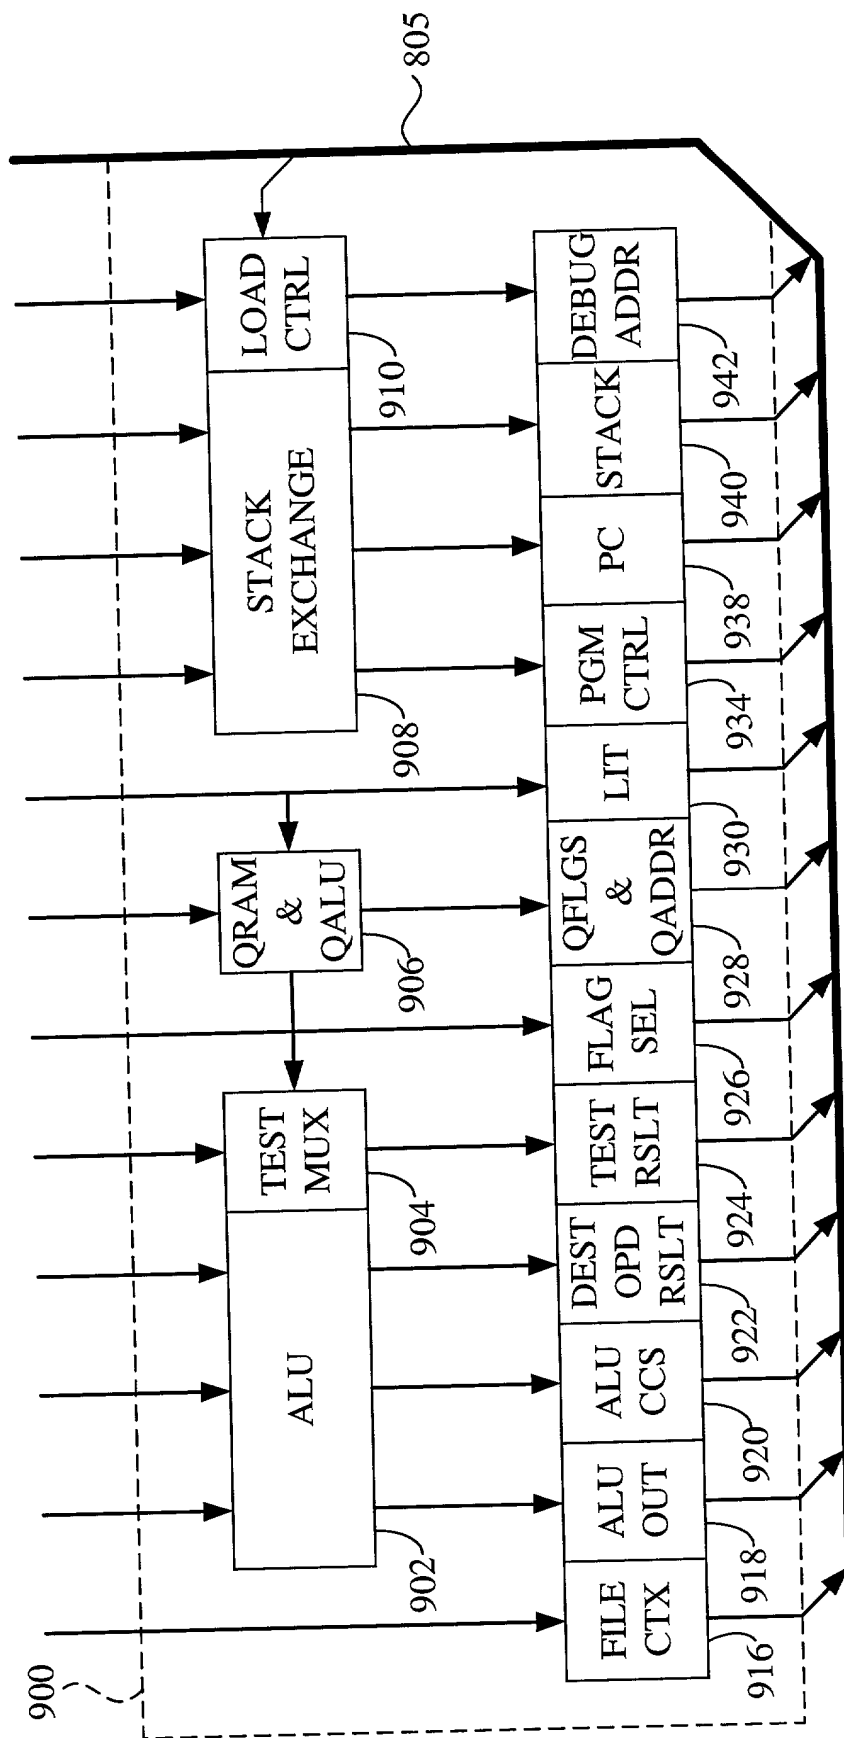 900
805
ALU
TEST
MUX
QRAM
&
QALU
STACK
EXCHANGE
LOAD
CTRL
902
904
906
908
910
FILE
CTX
ALU
OUT
ALU
CCS
DEST
OPD
RSLT
TEST
RSLT
FLAG
SEL
QFLGS
&
QADDR
LIT
PGM
CTRL
PC
STACK
DEBUG
ADDR
916
918
920
922
924
926
928
930
934
938
940
942